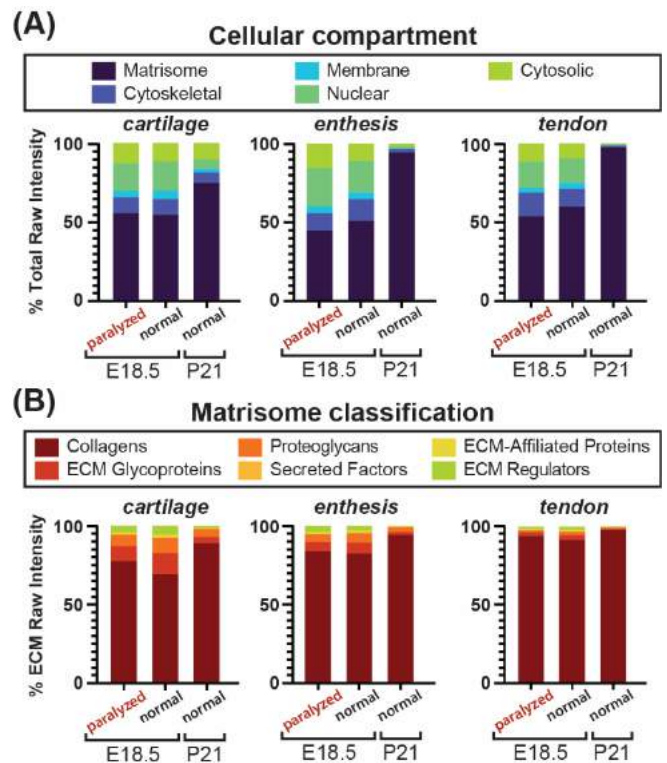 (A)
Cellular compartment
Matrisome Membrane Cytosolic
Cytoskeletal Nuclear
cartilage enthesis tendon
% Total Raw Intensity
100 100 100
50 50 50
0 0 0
paralyzed normal normal paralyzed normal normal paralyzed normal normal
E18.5 P21 E18.5 P21 E18.5 P21
(B)
Matrisome classification
Collagens Proteoglycans ECM-Affiliated Proteins
ECM Glycoproteins Secreted Factors ECM Regulators
cartilage enthesis tendon
% ECM Raw Intensity
100 100 100
50 50 50
0 0 0
paralyzed normal normal paralyzed normal normal paralyzed normal normal
E18.5 P21 E18.5 P21 E18.5 P21